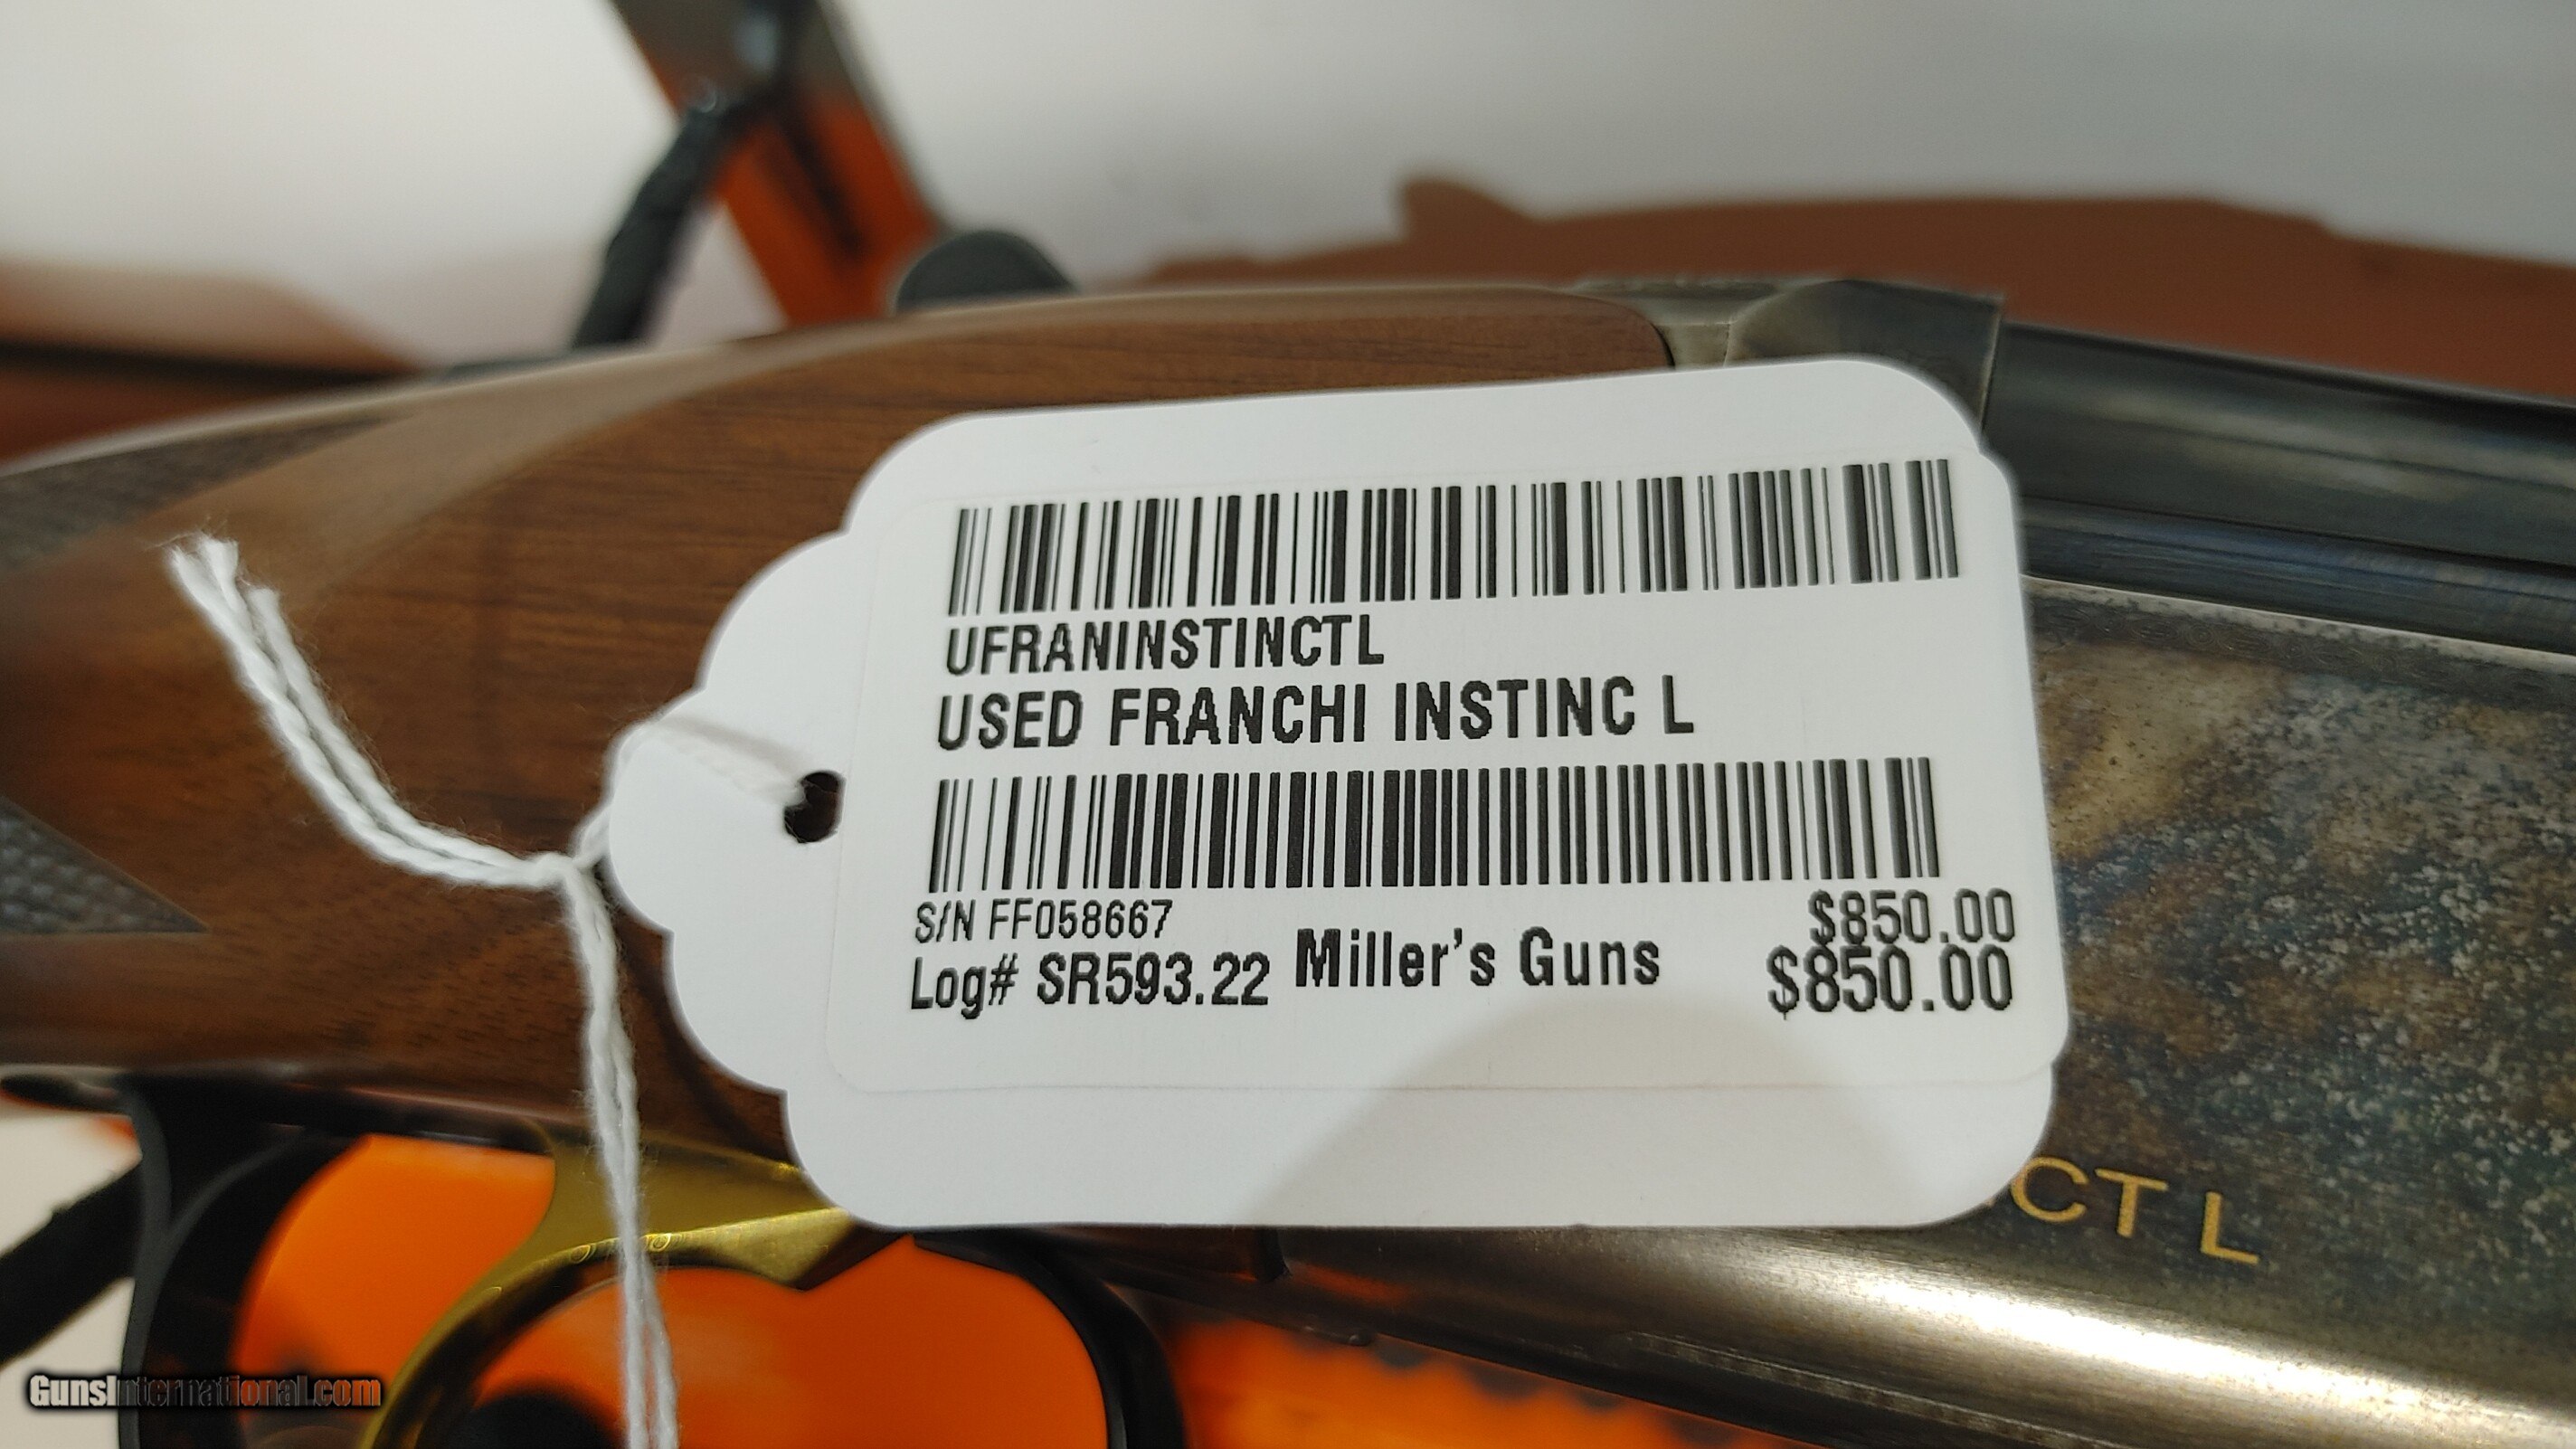 UFRANINSTINCTL
USED FRANCHI INSTINC L
S/N FF058667
$850.00
Log# SR593.22
Miller's Guns
$850.00
CT L
GunsInternational.com